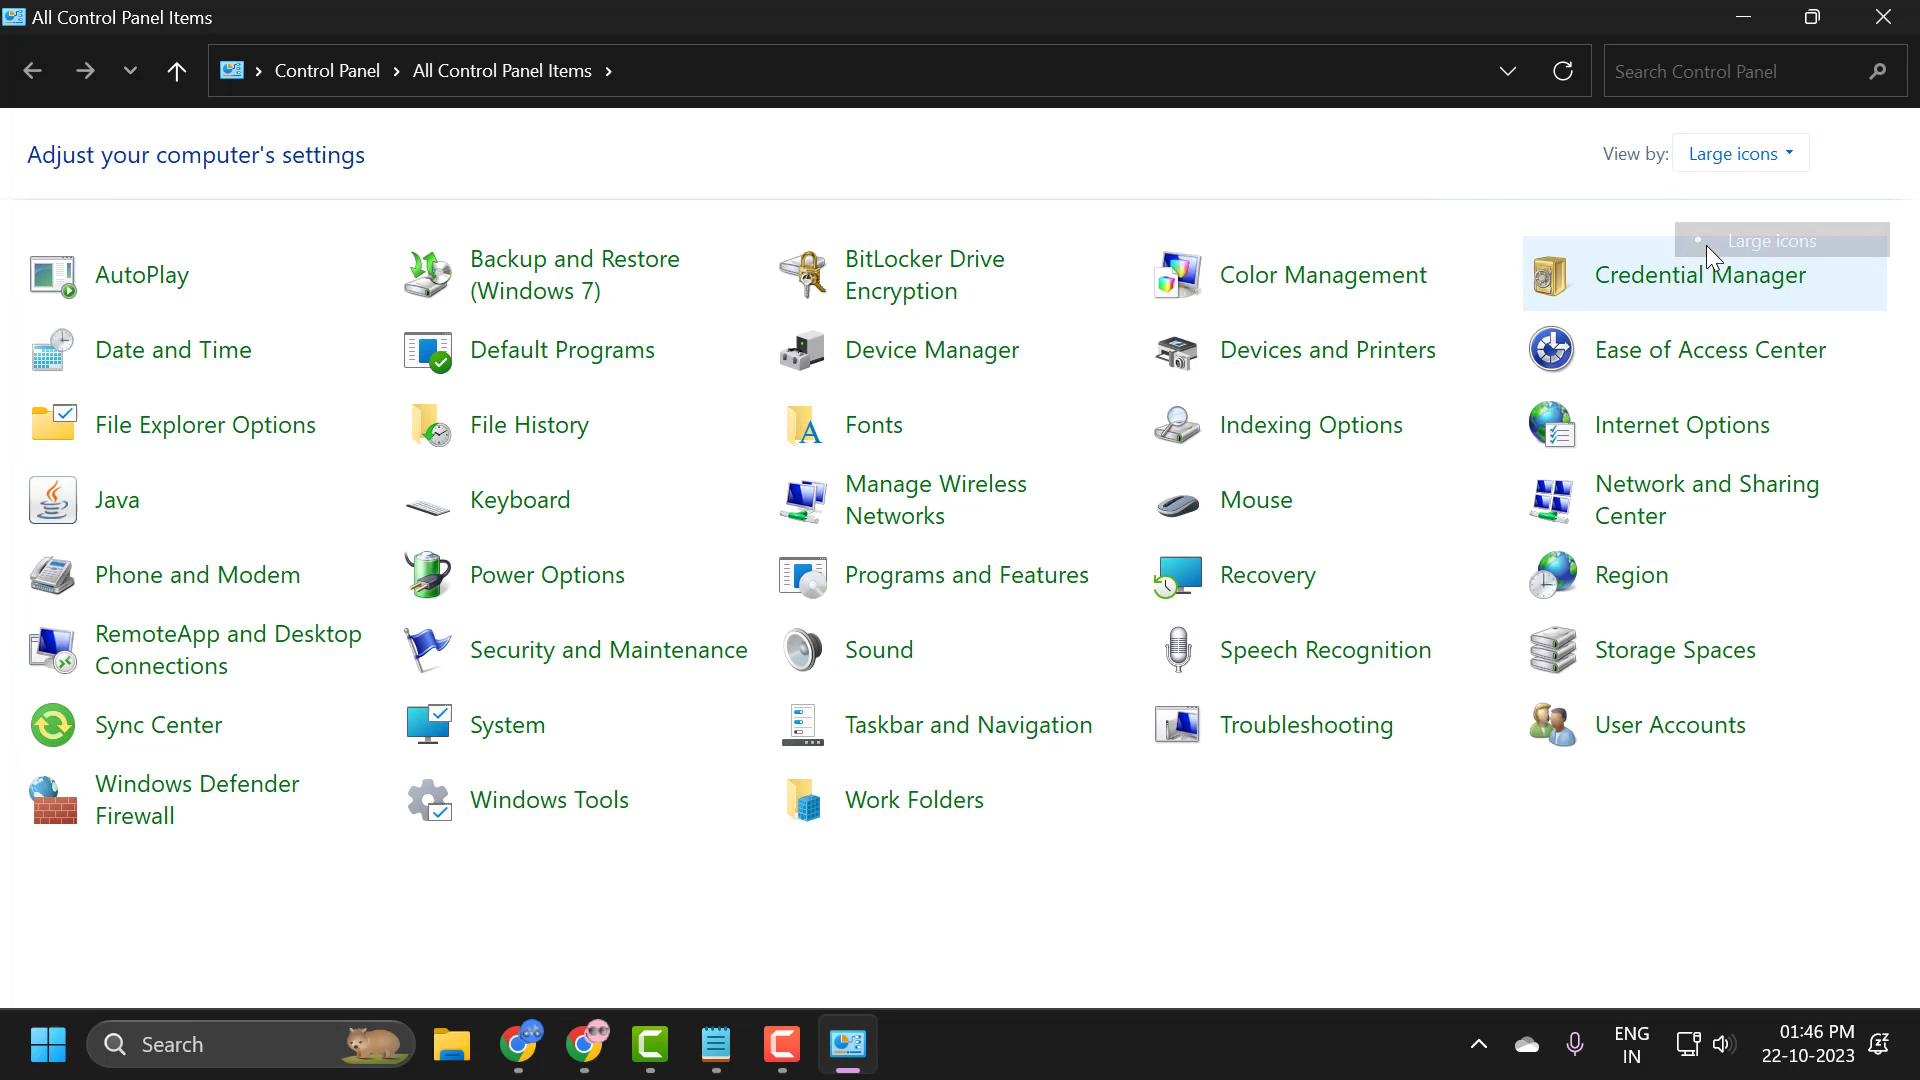 All Control Panel Items
Control Panel
All Control Panel Items
Search Control Panel
Adjust your computer's settings
View by:
Large icons
Large icons
AutoPlay
Backup and Restore
(Windows 7)
BitLocker Drive
Encryption
Color Management
Credential Manager
Date and Time
Default Programs
Device Manager
Devices and Printers
Ease of Access Center
File Explorer Options
File History
Fonts
Indexing Options
Internet Options
Java
Keyboard
Manage Wireless
Networks
Mouse
Network and Sharing
Center
Phone and Modem
Power Options
Programs and Features
Recovery
Region
RemoteApp and Desktop
Connections
Security and Maintenance
Sound
Speech Recognition
Storage Spaces
Sync Center
System
Taskbar and Navigation
Troubleshooting
User Accounts
Windows Defender
Firewall
Windows Tools
Work Folders
Search
ENG
IN
01:46 PM
22-10-2023